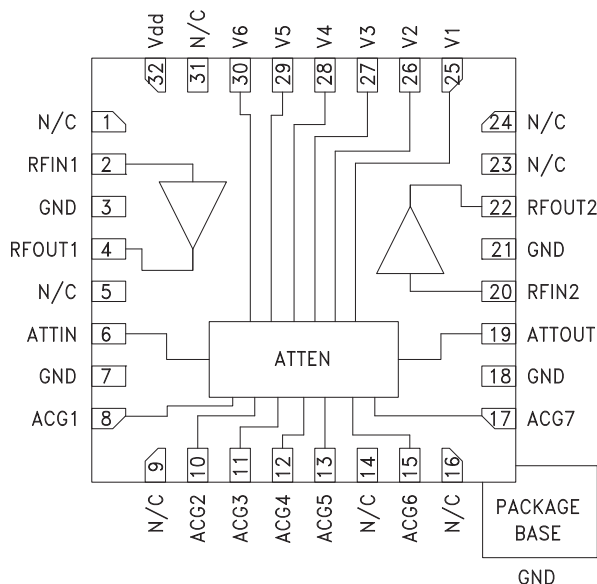 Vdd
N/C
V6
V5
V4
V3
V2
V1
32
31
30
29
28
27
26
25
N/C 1
RFIN1 2
GND 3
RFOUT1 4
N/C 5
ATTIN 6
GND 7
ACG1 8
24 N/C
23 N/C
22 RFOUT2
21 GND
20 RFIN2
19 ATTOUT
18 GND
17 ACG7
ATTEN
9
10
11
12
13
14
15
16
N/C
ACG2
ACG3
ACG4
ACG5
N/C
ACG6
N/C
PACKAGE
BASE
GND